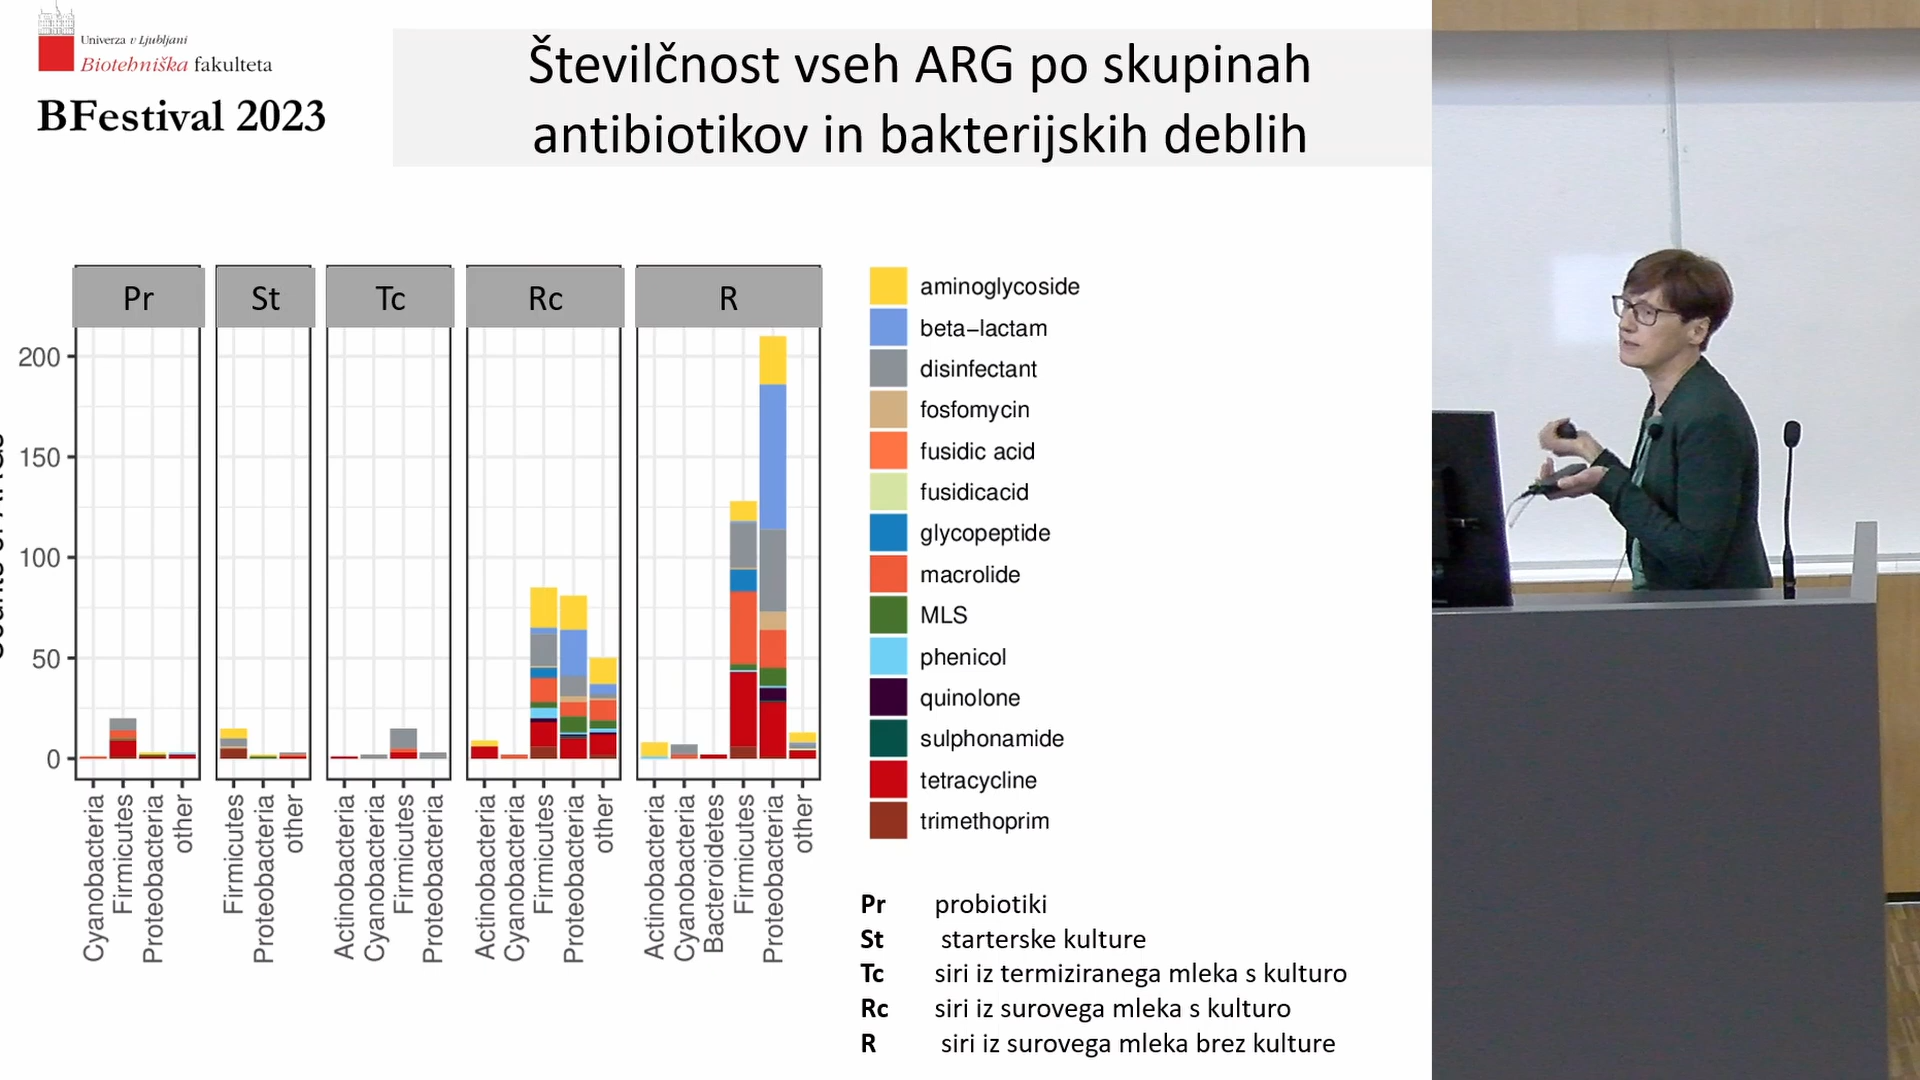 Univerza v Ljubljani
Biotehniška fakulteta
BFestival 2023
Številčnost vseh ARG po skupinah
antibiotikov in bakterijskih deblih
Pr
St
Tc
Rc
R
200
150
100
50
0
Cyanobacteria
Firmicutes
Proteobacteria
other
Firmicutes
Proteobacteria
other
Actinobacteria
Cyanobacteria
Firmicutes
Proteobacteria
Actinobacteria
Cyanobacteria
Firmicutes
Proteobacteria
other
Actinobacteria
Cyanobacteria
Bacteroidetes
Firmicutes
Proteobacteria
other
aminoglycoside
beta−lactam
disinfectant
fosfomycin
fusidic acid
fusidicacid
glycopeptide
macrolide
MLS
phenicol
quinolone
sulphonamide
tetracycline
trimethoprim
Pr probiotiki
St starterske kulture
Tc siri iz termiziranega mleka s kulturo
Rc siri iz surovega mleka s kulturo
R siri iz surovega mleka brez kulture